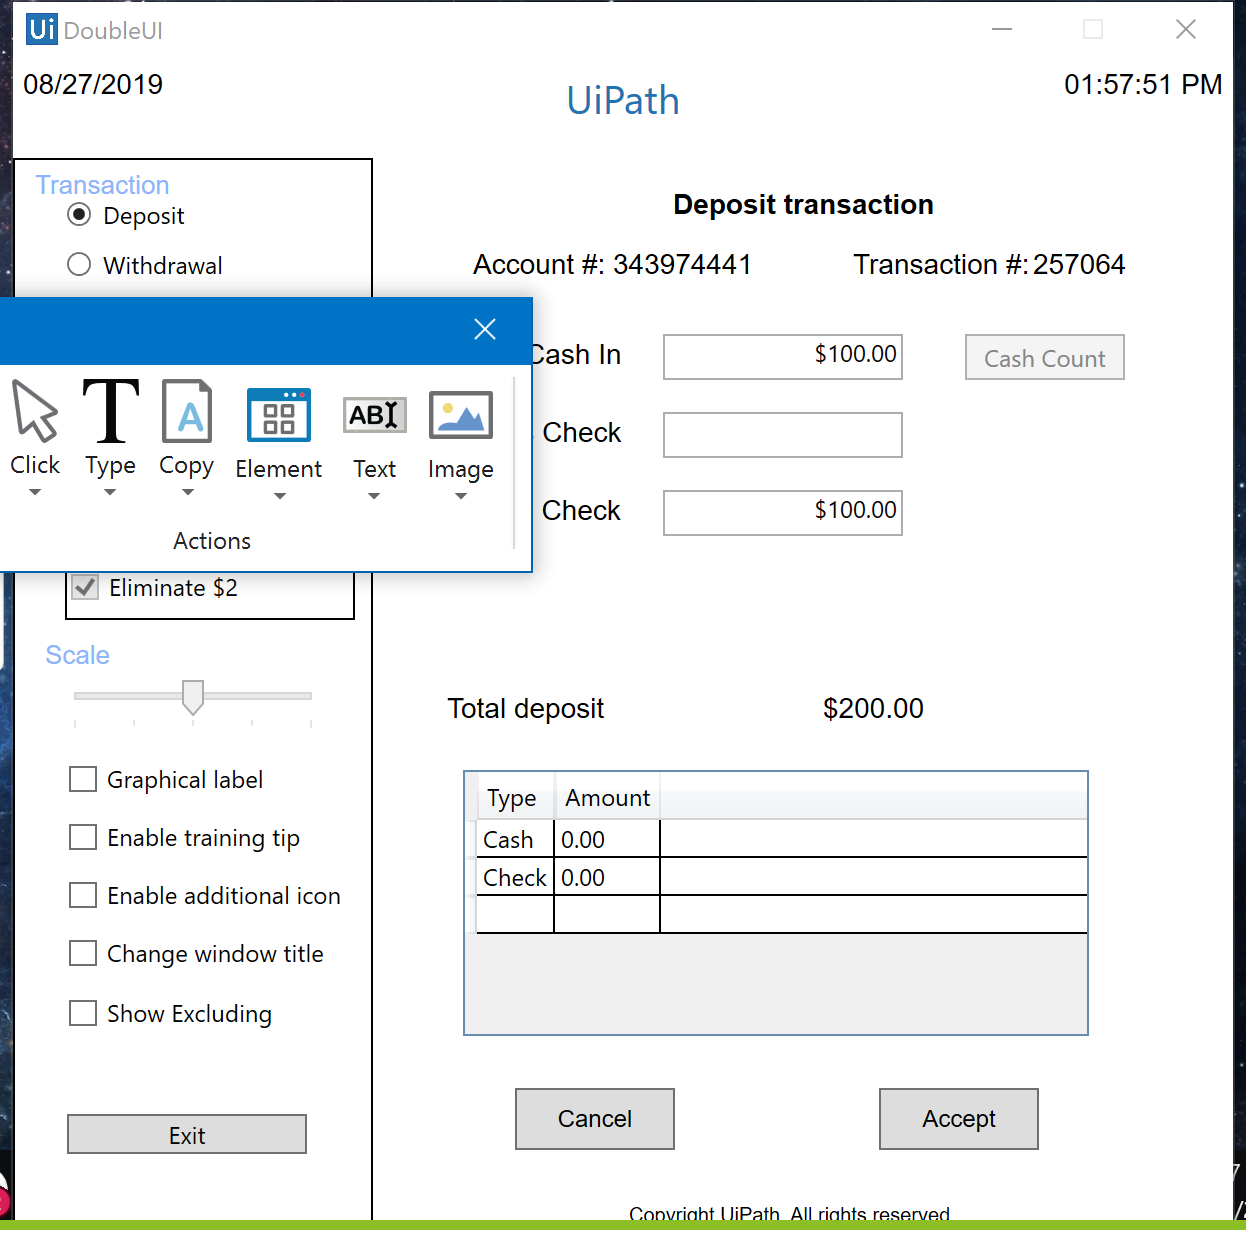 Ui DoubleUI
08/27/2019
01:57:51 PM
UiPath
Transaction
Deposit
Withdrawal
Deposit transaction
Account #: 343974441
Transaction #: 257064
Cash In
$100.00
Cash Count
Check
Check
$100.00
Click
Type
Copy
Element
ABI
Text
Image
Actions
Eliminate $2
Scale
Graphical label
Enable training tip
Enable additional icon
Change window title
Show Excluding
Exit
Total deposit
$200.00
Type Amount
Cash 0.00
Check 0.00
Cancel
Accept
Copyright UiPath. All rights reserved